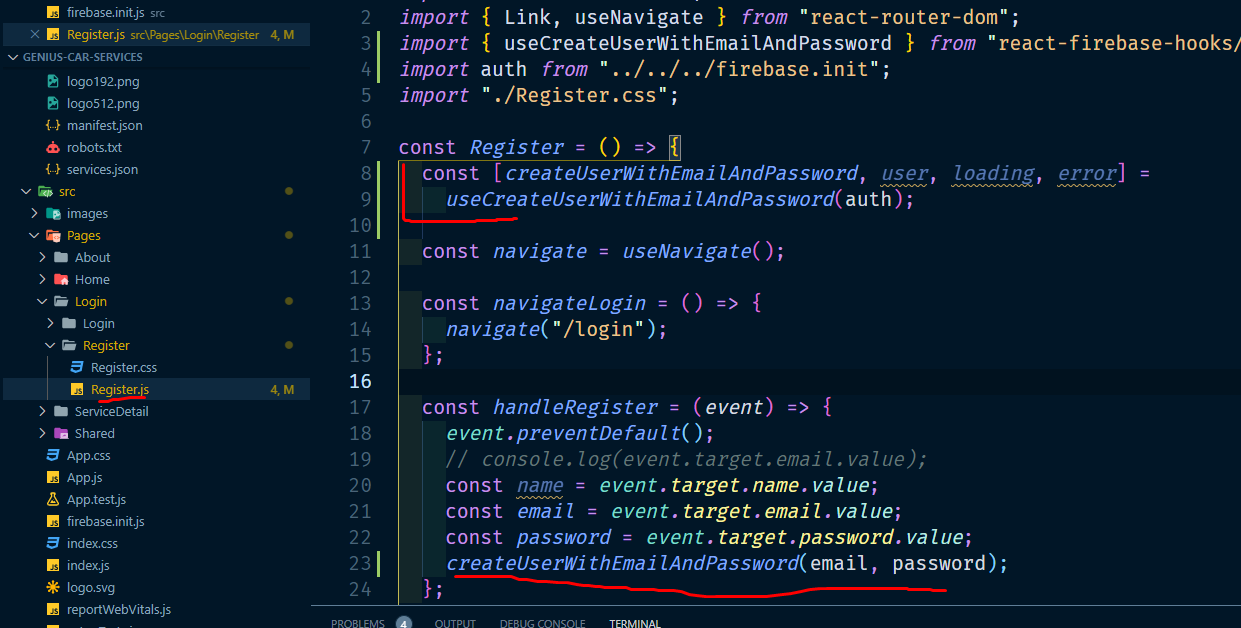 firebase.init.js src
Register.js src\Pages\Login\Register 4, M
GENIUS-CAR-SERVICES
logo192.png
logo512.png
manifest.json
robots.txt
services.json
src
images
Pages
About
Home
Login
Login
Register
Register.css
Register.js 4, M
ServiceDetail
Shared
App.css
App.js
App.test.js
firebase.init.js
index.css
index.js
logo.svg
reportWebVitals.js
2 import { Link, useNavigate } from "react-router-dom";
3 import { useCreateUserWithEmailAndPassword } from "react-firebase-hooks/
4 import auth from "../../../firebase.init";
5 import "./Register.css";
6
7 const Register = () => {
8 const [createUserWithEmailAndPassword, user, loading, error] =
9 useCreateUserWithEmailAndPassword(auth);
10
11 const navigate = useNavigate();
12
13 const navigateLogin = () => {
14 navigate("/login");
15 };
16
17 const handleRegister = (event) => {
18 event.preventDefault();
19 // console.log(event.target.email.value);
20 const name = event.target.name.value;
21 const email = event.target.email.value;
22 const password = event.target.password.value;
23 createUserWithEmailAndPassword(email, password);
24 };
PROBLEMS 4 OUTPUT DEBUG CONSOLE TERMINAL